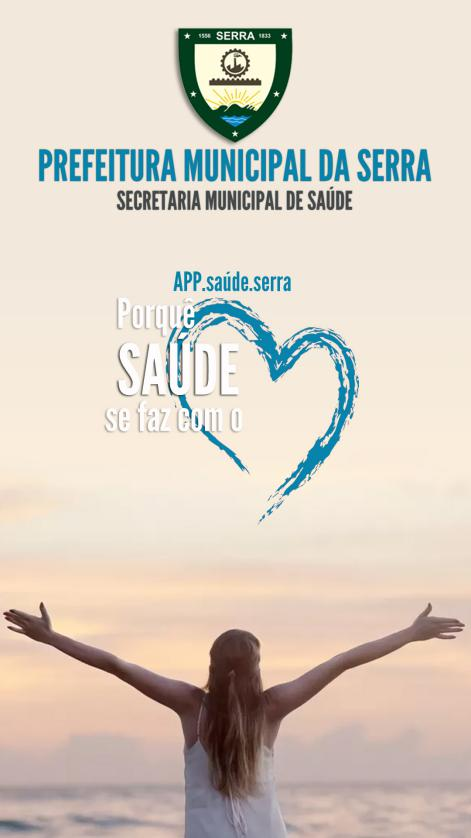 1556 SERRA 1833
PREFEITURA MUNICIPAL DA SERRA
SECRETARIA MUNICIPAL DE SAÚDE
APP.saúde.serra
Porquê
SAÚDE
se faz com o